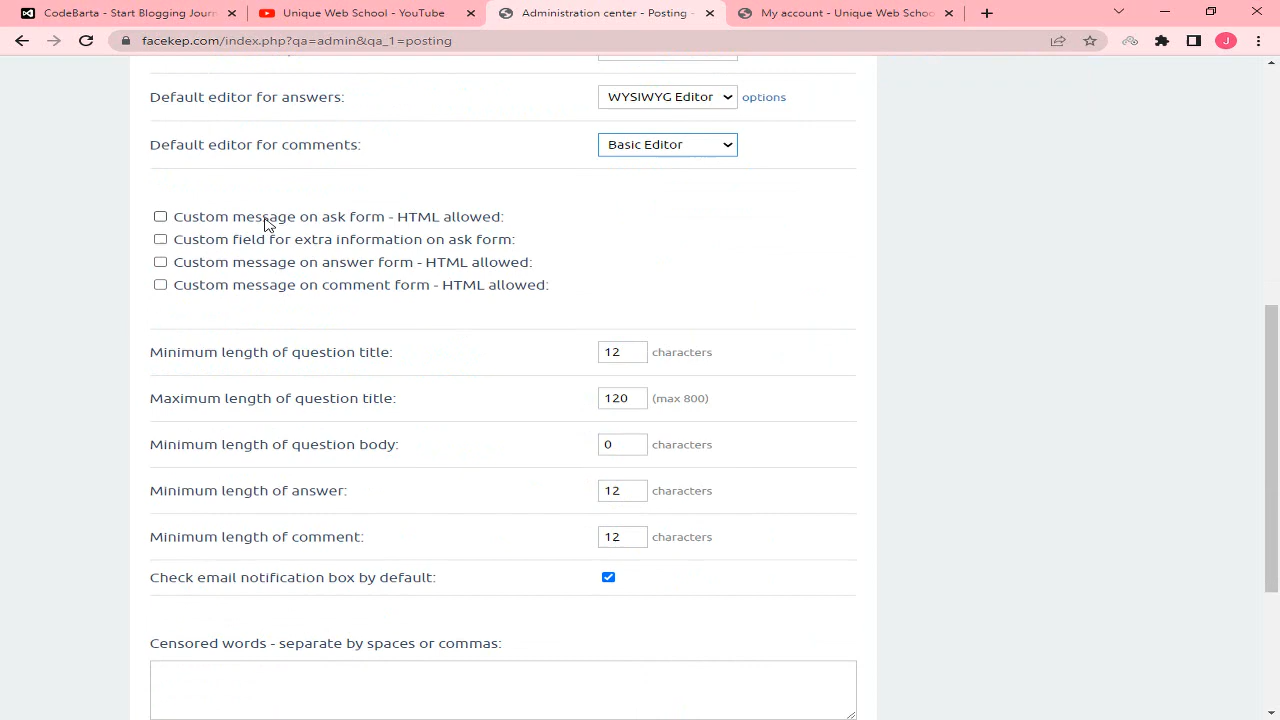 CodeBarta - Start Blogging Journ
Unique Web School - YouTube
Administration center - Posting -
My account - Unique Web Schoo
facekep.com/index.php?qa=admin&qa_1=posting
J
Default editor for answers: WYSIWYG Editor options
Default editor for comments: Basic Editor
Custom message on ask form - HTML allowed:
Custom field for extra information on ask form:
Custom message on answer form - HTML allowed:
Custom message on comment form - HTML allowed:
Minimum length of question title: 12 characters
Maximum length of question title: 120 (max 800)
Minimum length of question body: 0 characters
Minimum length of answer: 12 characters
Minimum length of comment: 12 characters
Check email notification box by default:
Censored words - separate by spaces or commas: